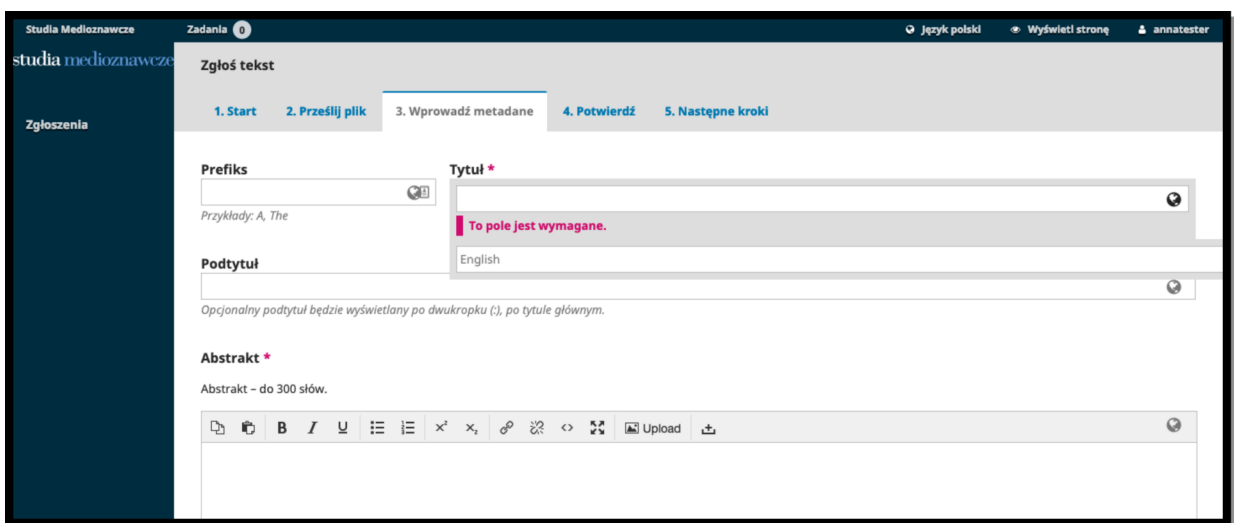 Studia Medioznawcze
Zadania 0
Język polski
Wyświetl stronę
annatester
studia medioznawcze
Zgłoszenia
Zgłoś tekst
1. Start
2. Prześlij plik
3. Wprowadź metadane
4. Potwierdź
5. Następne kroki
Prefiks
Przykłady: A, The
Tytuł *
To pole jest wymagane.
English
Podtytuł
Opcjonalny podtytuł będzie wyświetlany po dwukropku (:), po tytule głównym.
Abstrakt *
Abstrakt – do 300 słów.
Upload